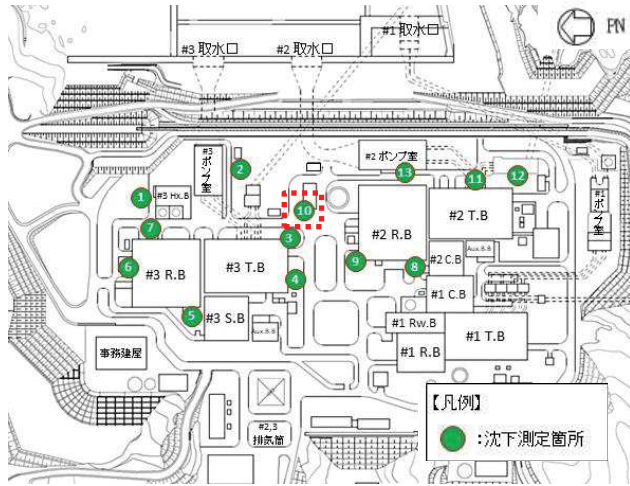 #3 取水口
#2 取水口
#1 取水口
PN
#3 ポンプ室
2
#2 ポンプ室
13
11
12
1
#3 Hx.B
10
#1 ポンプ室
7
3
#2 R.B
#2 T.B
6
#3 R.B
#3 T.B
4
9
8
#2 C.B
Aux.B.B
5
#3 S.B
Aux.B.B
#1 C.B
#1 Rw.B
#1 R.B
#1 T.B
事務建屋
#2,3
排気筒
【凡例】
:沈下測定箇所